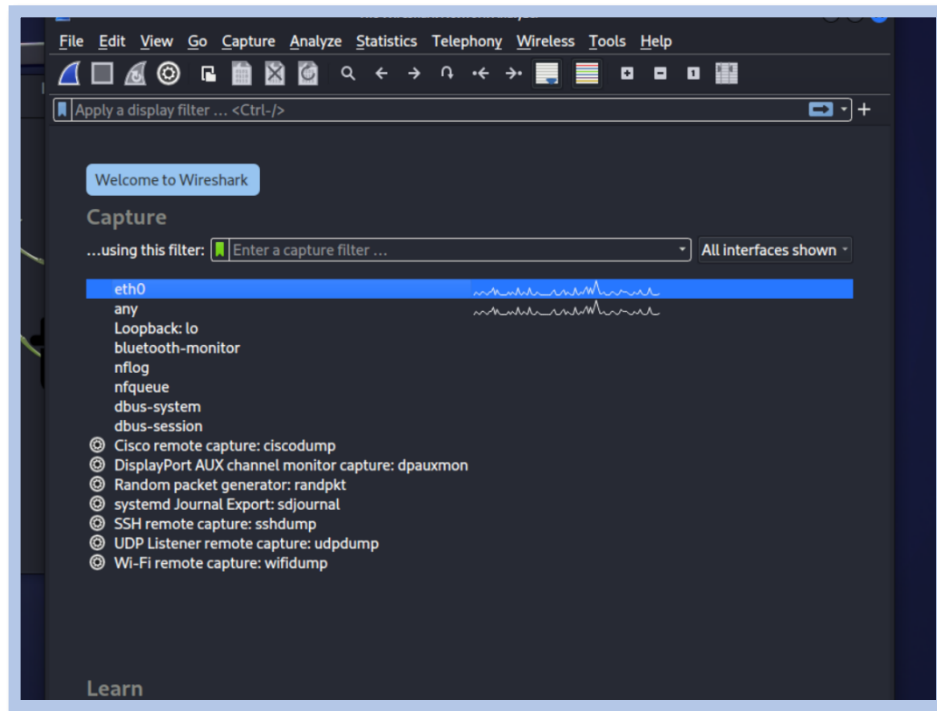 File Edit View Go Capture Analyze Statistics Telephony Wireless Tools Help
Apply a display filter ... <Ctrl-/>
Welcome to Wireshark
Capture
...using this filter: Enter a capture filter ... All interfaces shown
eth0
any
Loopback: lo
bluetooth-monitor
nflog
nfqueue
dbus-system
dbus-session
Cisco remote capture: ciscodump
DisplayPort AUX channel monitor capture: dpauxmon
Random packet generator: randpkt
systemd Journal Export: sdjournal
SSH remote capture: sshdump
UDP Listener remote capture: udpdump
Wi-Fi remote capture: wifidump
Learn